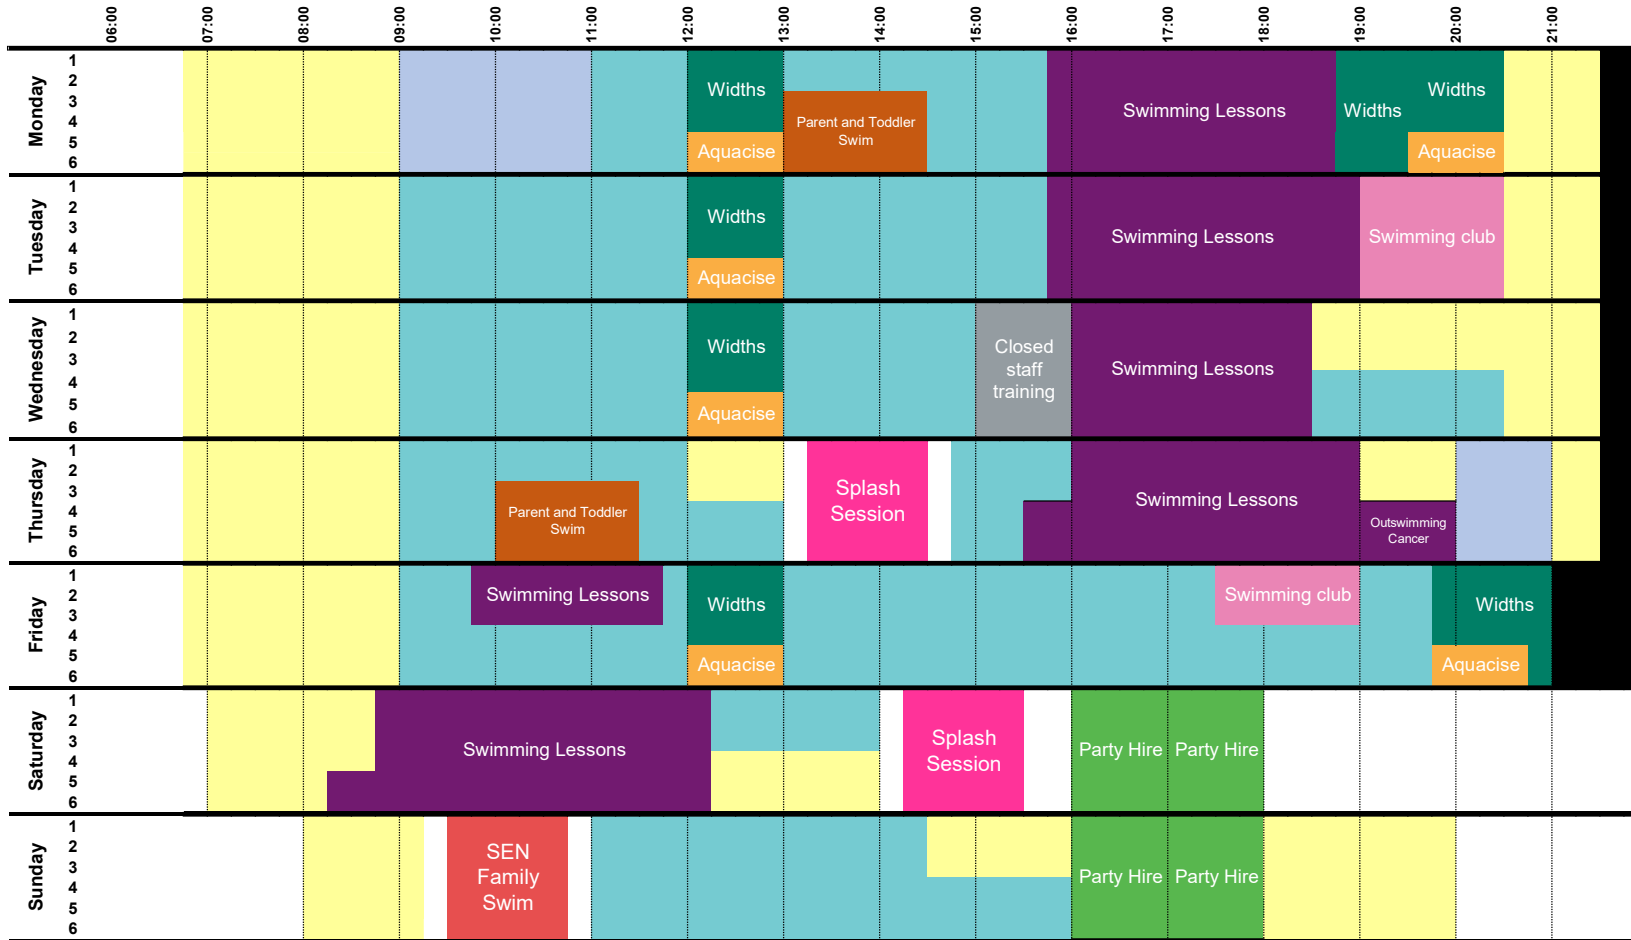 06:00 07:00 08:00 09:00 10:00 11:00 12:00 13:00 14:00 15:00 16:00 17:00 18:00 19:00 20:00 21:00
Monday
1
2
3
4
5
6
Widths
Aquacise
Parent and Toddler
Swim
Swimming Lessons
Widths
Widths
Aquacise
Tuesday
1
2
3
4
5
6
Widths
Aquacise
Swimming Lessons
Swimming club
Wednesday
1
2
3
4
5
6
Widths
Aquacise
Closed
staff
training
Swimming Lessons
Thursday
1
2
3
4
5
6
Parent and Toddler
Swim
Splash
Session
Swimming Lessons
Outswimming
Cancer
Friday
1
2
3
4
5
6
Swimming Lessons
Widths
Aquacise
Swimming club
Widths
Aquacise
Saturday
1
2
3
4
5
6
Swimming Lessons
Splash
Session
Party Hire
Party Hire
Sunday
1
2
3
4
5
6
SEN
Family
Swim
Party Hire
Party Hire